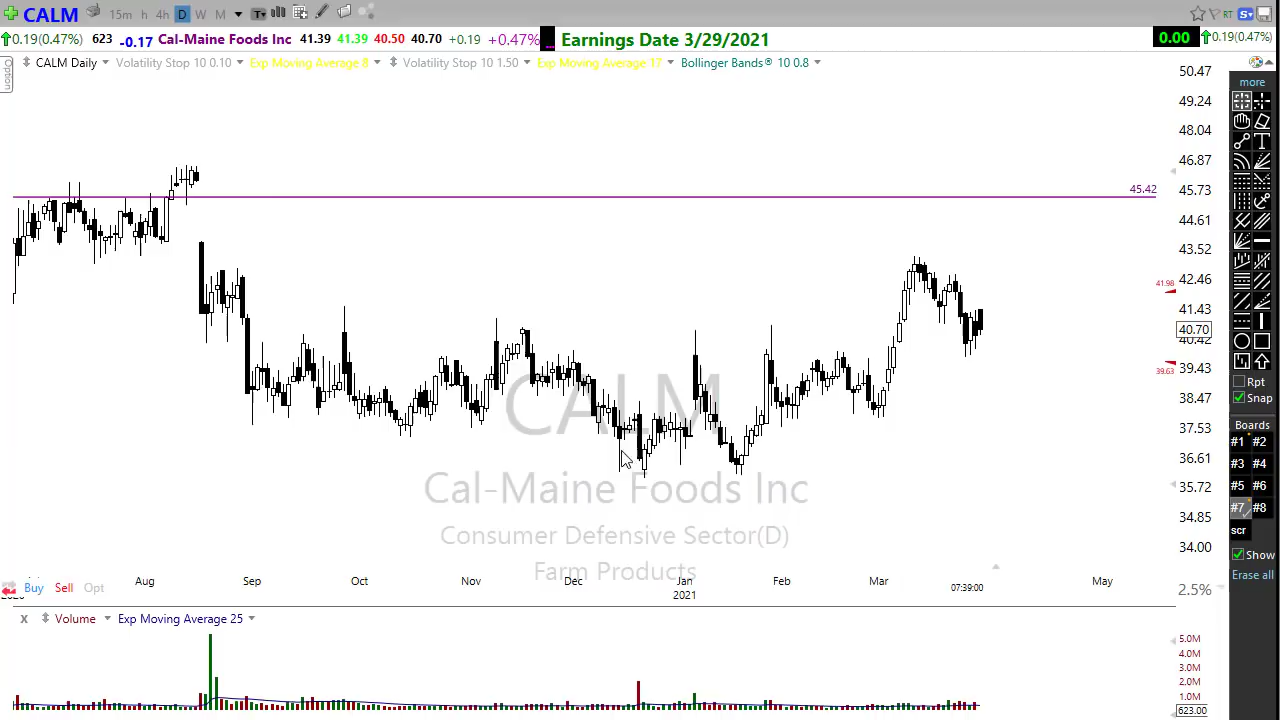 CALM 15m h 4h D W M T RT S
0.19(0.47%) 623 -0.17 Cal-Maine Foods Inc 41.39 41.39 40.50 40.70 +0.19 +0.47% Earnings Date 3/29/2021 0.00 0.19(0.47%)
Option CALM Daily Volatility Stop 10 0.10 Exp Moving Average 8 Volatility Stop 10 1.50 Exp Moving Average 17 Bollinger Bands® 10 0.8
more
50.47
49.24
48.04
46.87
45.42
45.73
44.61
43.52
42.46
41.98
41.43
40.70
40.42
39.43
39.63
38.47
37.53
36.61
35.72
34.85
34.00
CALM
Cal-Maine Foods Inc
Consumer Defensive Sector(D)
Farm Products
Rpt
Snap
Boards
#1 #2
#3 #4
#5 #6
#7 #8
scr
Show
Erase all
Aug Sep Oct Nov Dec Jan Feb Mar May
2021 07:39:00
Buy Sell Opt 2.5%
X Volume Exp Moving Average 25
5.0M
4.0M
3.0M
2.0M
1.0M
623.00